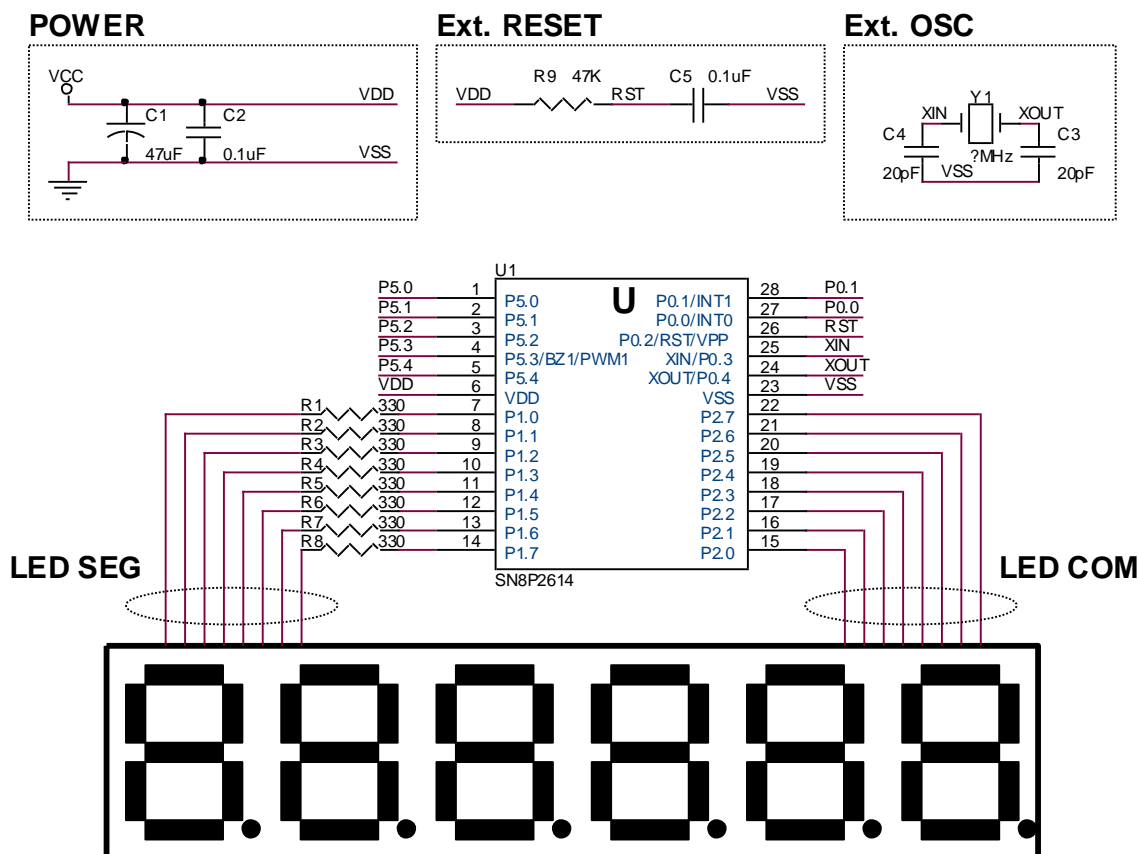 POWER
Ext. RESET
Ext. OSC
VCC
VDD
C1
C2
47uF
0.1uF
VSS
R9
47K
C5
0.1uF
VDD
RST
VSS
Y1
XIN
XOUT
C4
C3
?MHz
20pF
VSS
20pF
U1
U
P5.0 1 P5.0 P0.1/INT1 28 P0.1
P5.1 2 P5.1 P0.0/INT0 27 P0.0
P5.2 3 P5.2 P0.2/RST/VPP 26 RST
P5.3 4 P5.3/BZ1/PWM1 XIN/P0.3 25 XIN
P5.4 5 P5.4 XOUT/P0.4 24 XOUT
VDD 6 VDD VSS 23 VSS
R1 330 7 P1.0 P2.7 22
R2 330 8 P1.1 P2.6 21
R3 330 9 P1.2 P2.5 20
R4 330 10 P1.3 P2.4 19
R5 330 11 P1.4 P2.3 18
R6 330 12 P1.5 P2.2 17
R7 330 13 P1.6 P2.1 16
R8 330 14 P1.7 P2.0 15
LED SEG
LED COM
SN8P2614
8.8.8.8.8.8.